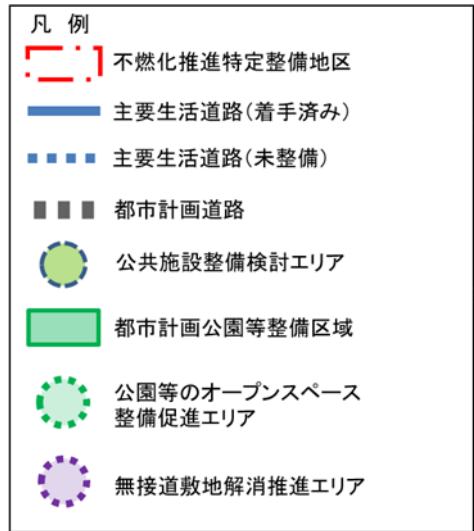 凡 例
不燃化推進特定整備地区
主要生活道路(着手済み)
主要生活道路(未整備)
都市計画道路
公共施設整備検討エリア
都市計画公園等整備区域
公園等のオープンスペース
整備促進エリア
無接道敷地解消推進エリア